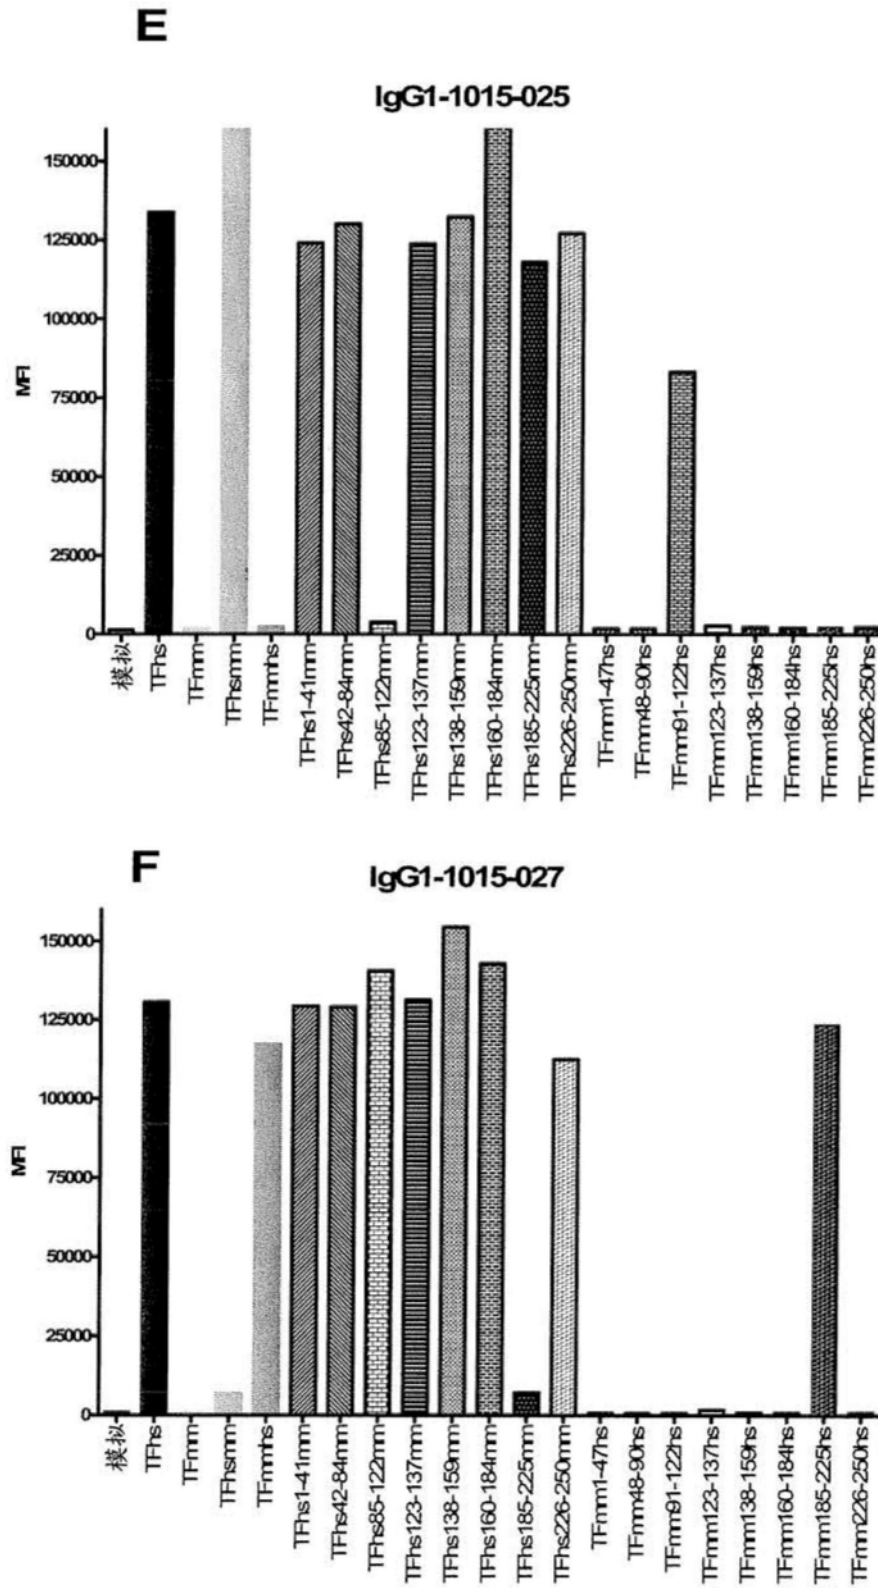 E
IgG1-1015-025
150000
125000
100000
75000
50000
25000
0
MFI
模拟
TFhs
TFmm
TFhsmm
TFmmhs
TFhs1-41mm
TFhs42-84mm
TFhs85-122mm
TFhs123-137mm
TFhs138-159mm
TFhs160-184mm
TFhs185-225mm
TFhs226-250mm
TFmm1-47hs
TFmm48-90hs
TFmm91-122hs
TFmm123-137hs
TFmm138-159hs
TFmm160-184hs
TFmm185-225hs
TFmm226-250hs
F
IgG1-1015-027
150000
125000
100000
75000
50000
25000
0
MFI
模拟
TFhs
TFmm
TFhsmm
TFmmhs
TFhs1-41mm
TFhs42-84mm
TFhs85-122mm
TFhs123-137mm
TFhs138-159mm
TFhs160-184mm
TFhs185-225mm
TFhs226-250mm
TFmm1-47hs
TFmm48-90hs
TFmm91-122hs
TFmm123-137hs
TFmm138-159hs
TFmm160-184hs
TFmm185-225hs
TFmm226-250hs